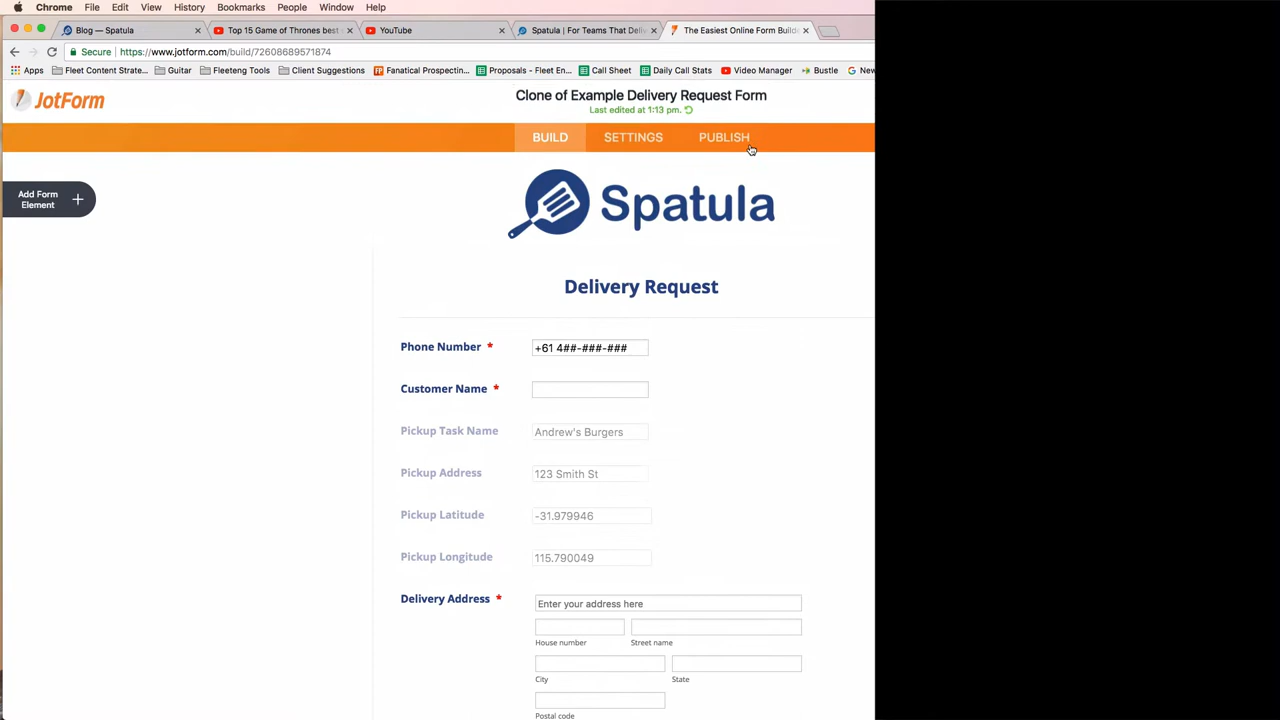 Chrome File Edit View History Bookmarks People Window Help
Blog — Spatula
Top 15 Game of Thrones best
YouTube
Spatula | For Teams That Deliv
The Easiest Online Form Builde
Secure https://www.jotform.com/build/72608689571874
Apps Fleet Content Strate... Guitar Fleeteng Tools Client Suggestions Fanatical Prospectin... Proposals - Fleet En... Call Sheet Daily Call Stats Video Manager Bustle New
JotForm
Clone of Example Delivery Request Form
Last edited at 1:13 pm.
BUILD SETTINGS PUBLISH
Add Form
Element +
Spatula
Delivery Request
Phone Number * +61 4##-###-###
Customer Name *
Pickup Task Name Andrew's Burgers
Pickup Address 123 Smith St
Pickup Latitude -31.979946
Pickup Longitude 115.790049
Delivery Address * Enter your address here
House number Street name
City State
Postal code